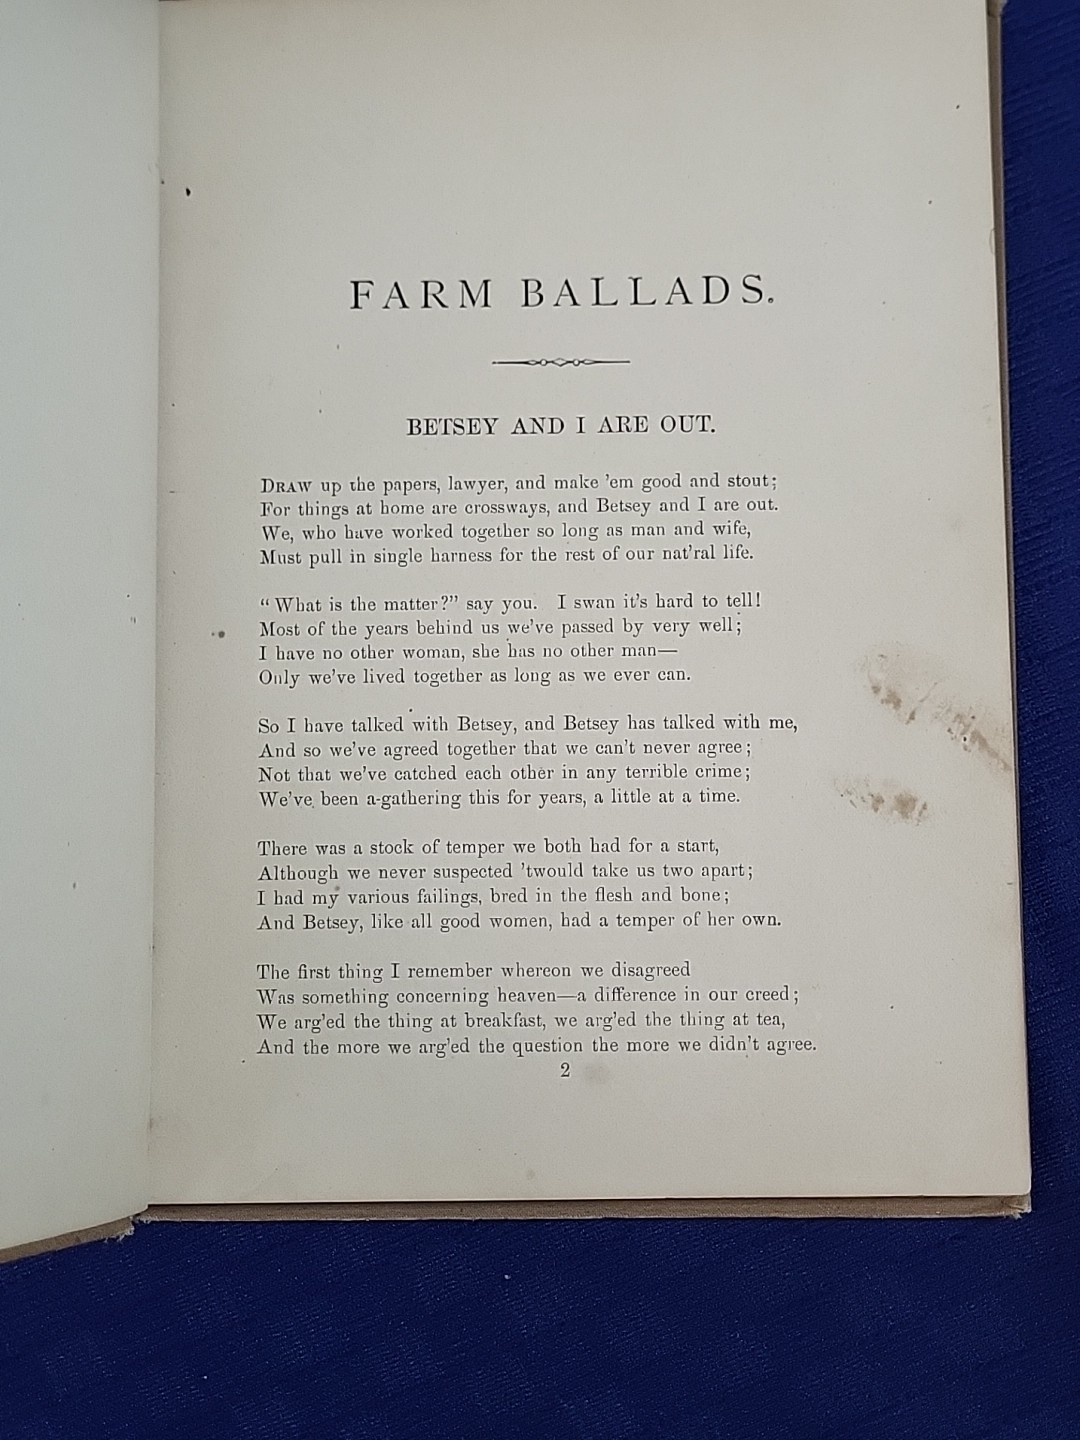 FARM BALLADS.
BETSEY AND I ARE OUT.
DRAW up the papers, lawyer, and make 'em good and stout;
For things at home are crossways, and Betsey and I are out.
We, who have worked together so long as man and wife,
Must pull in single harness for the rest of our nat'ral life.
"What is the matter?" say you. I swan it's hard to tell!
Most of the years behind us we've passed by very well;
I have no other woman, she has no other man—
Only we've lived together as long as we ever can.
So I have talked with Betsey, and Betsey has talked with me,
And so we've agreed together that we can't never agree;
Not that we've catched each other in any terrible crime;
We've been a-gathering this for years, a little at a time.
There was a stock of temper we both had for a start,
Although we never suspected 'twould take us two apart;
I had my various failings, bred in the flesh and bone;
And Betsey, like all good women, had a temper of her own.
The first thing I remember whereon we disagreed
Was something concerning heaven—a difference in our creed;
We arg'ed the thing at breakfast, we arg'ed the thing at tea,
And the more we arg'ed the question the more we didn't agree.
2